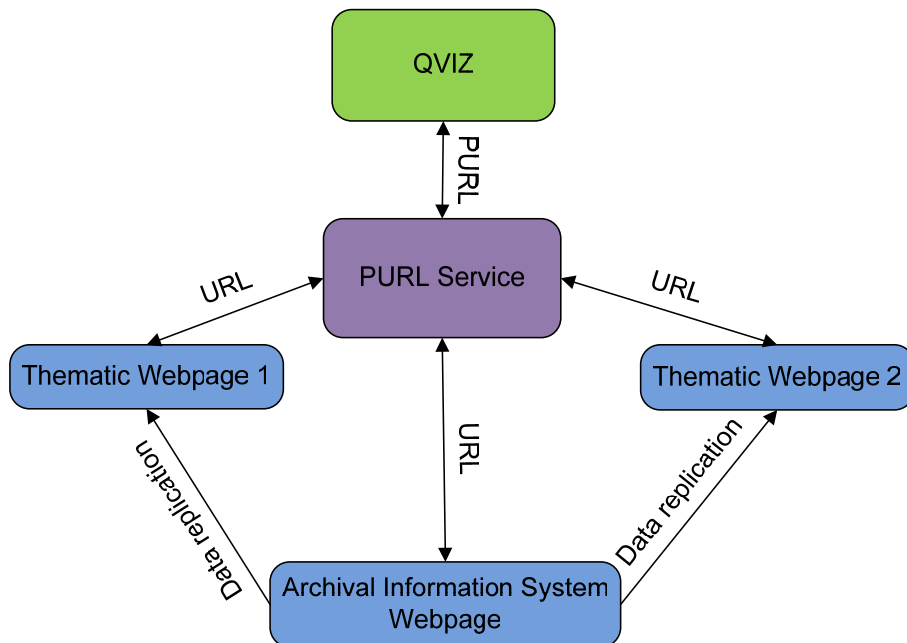 QVIZ
PURL
PURL Service
URL
URL
Thematic Webpage 1
Thematic Webpage 2
URL
Data replication
Data replication
Archival Information System
Webpage